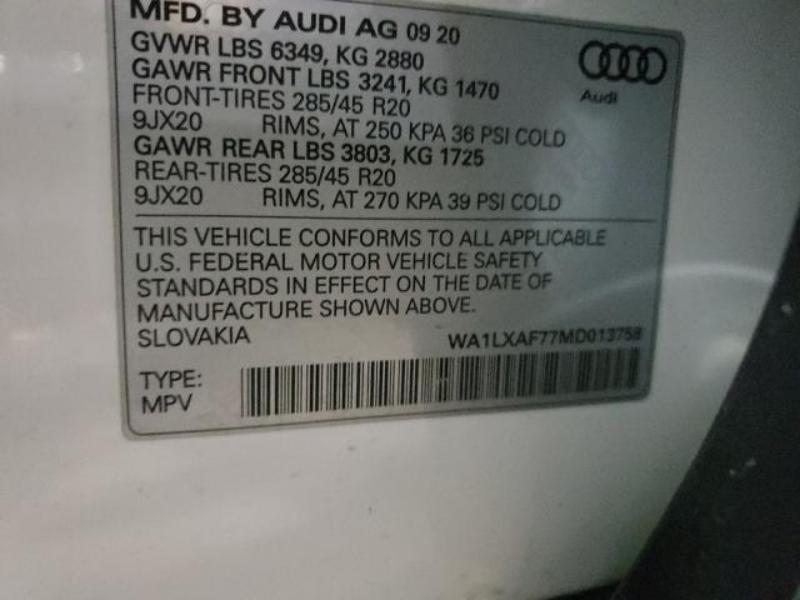 MFD. BY AUDI AG 09 20
GVWR LBS 6349, KG 2880
GAWR FRONT LBS 3241, KG 1470
FRONT-TIRES 285/45 R20
9JX20 RIMS, AT 250 KPA 36 PSI COLD
GAWR REAR LBS 3803, KG 1725
REAR-TIRES 285/45 R20
9JX20 RIMS, AT 270 KPA 39 PSI COLD
Audi
THIS VEHICLE CONFORMS TO ALL APPLICABLE
U.S. FEDERAL MOTOR VEHICLE SAFETY
STANDARDS IN EFFECT ON THE DATE OF
MANUFACTURE SHOWN ABOVE.
SLOVAKIA WA1LXAF77MD013758
TYPE:
MPV